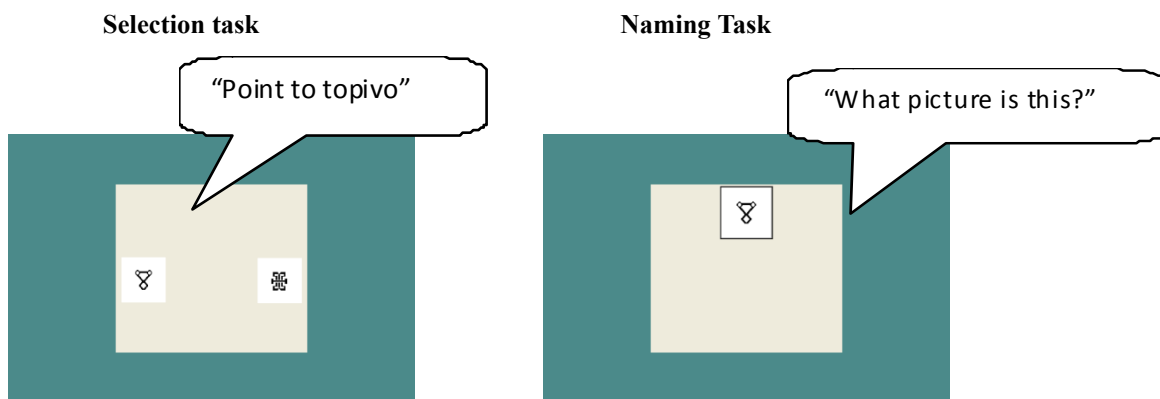 Selection task
Naming Task
“Point to topivo”
“What picture is this?”